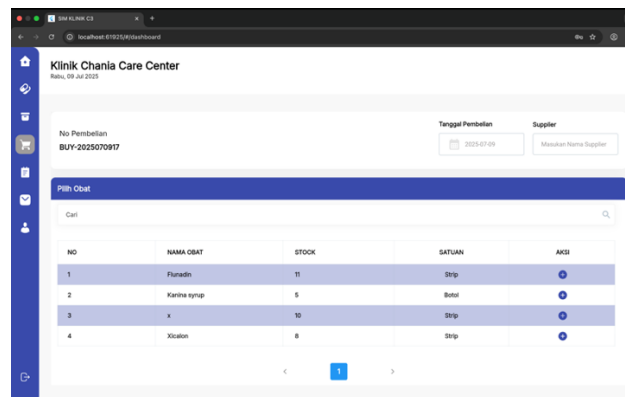 SIM KLINIK C3
localhost:61925/#/dashboard
Klinik Chania Care Center
Rabu, 09 Jul 2025
No Pembelian
BUY-2025070917
Tanggal Pembelian
2025-07-09
Supplier
Masukan Nama Supplier
Pilih Obat
Cari
NO NAMA OBAT STOCK SATUAN AKSI
1 Flunadin 11 Strip
2 Kanina syrup 5 Botol
3 x 10 Strip
4 Xicalon 8 Strip
1